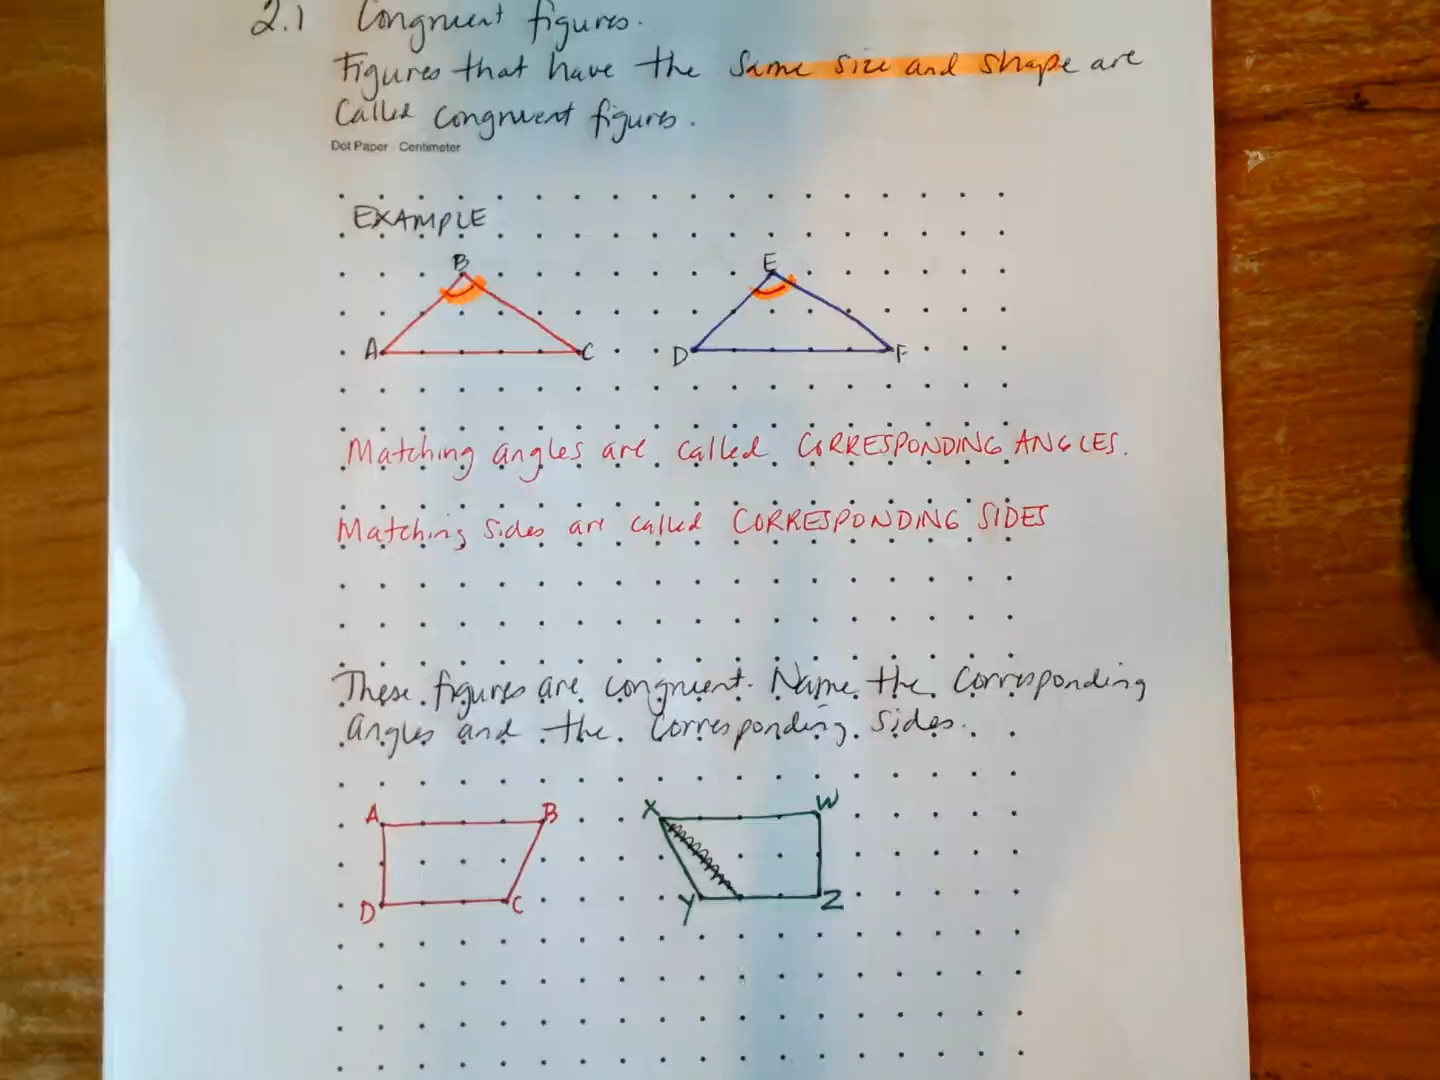 2.1 Congruent figures.
Figures that have the same size and shape are
called congruent figures.
Dot Paper - Centimeter
EXAMPLE
B E
A C D F
Matching angles are called CORRESPONDING ANGLES.
Matching sides are called CORRESPONDING SIDES
These figures are congruent. Name the corresponding
angles and the corresponding sides.
A B X W
D C Y Z